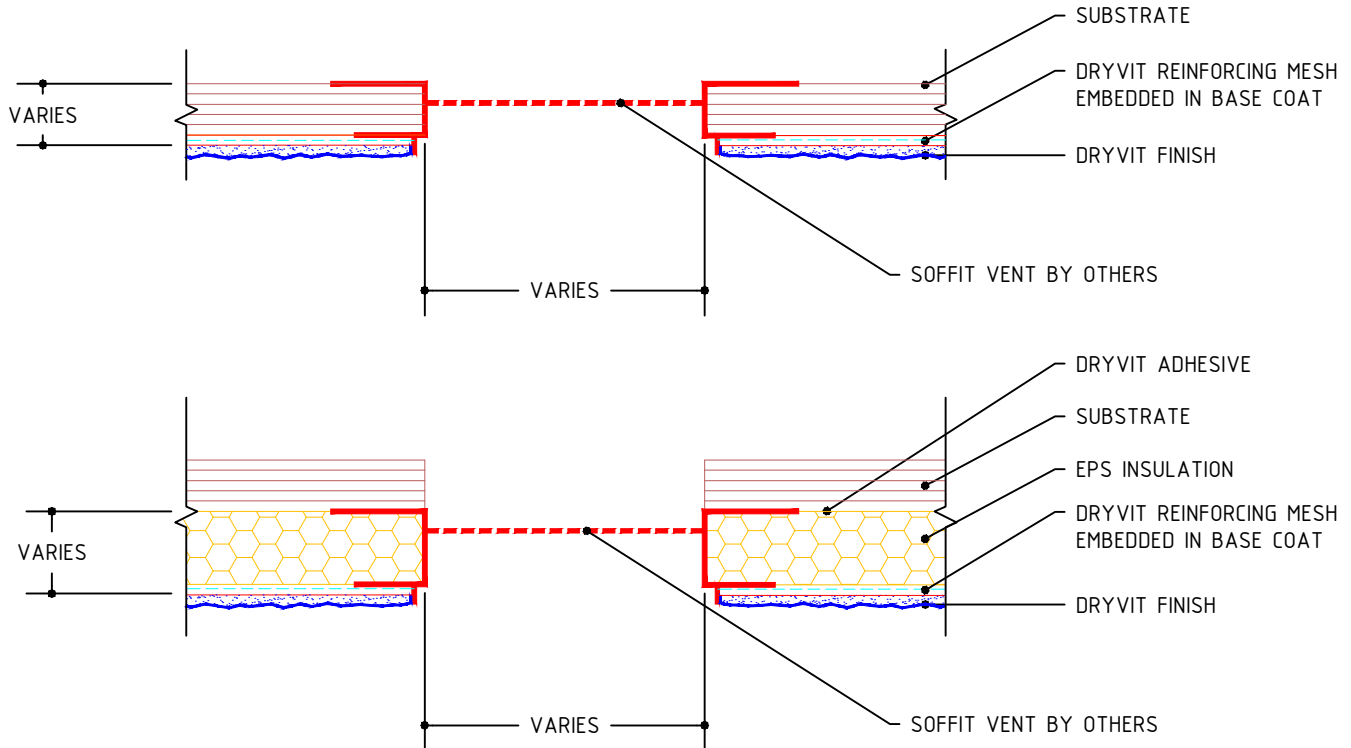 SUBSTRATE
DRYVIT REINFORCING MESH
EMBEDDED IN BASE COAT
VARIES
DRYVIT FINISH
SOFFIT VENT BY OTHERS
VARIES
DRYVIT ADHESIVE
SUBSTRATE
EPS INSULATION
DRYVIT REINFORCING MESH
EMBEDDED IN BASE COAT
VARIES
DRYVIT FINISH
SOFFIT VENT BY OTHERS
VARIES